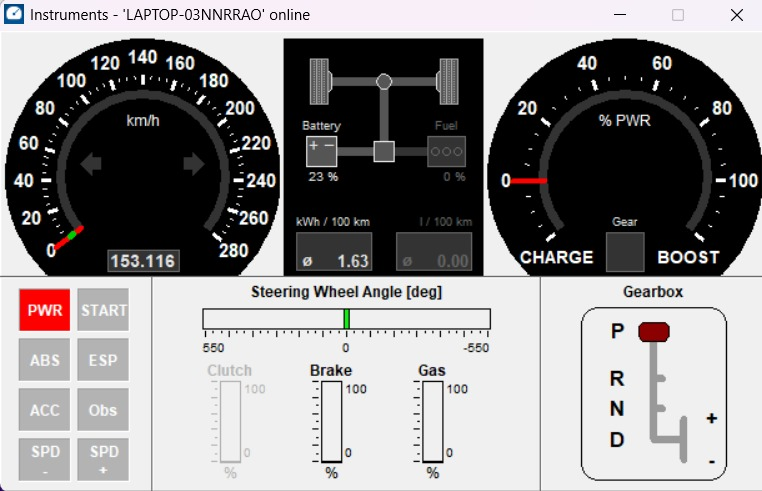 Instruments - 'LAPTOP-03NNRRAO' online
0 20 40 60 80 100 120 140 160 180 200 220 240 260 280
km/h
153.116
Battery Fuel
+ −
23 % 0 %
kWh / 100 km l / 100 km
ø 1.63 ø 0.00
0 20 40 60 80 100
% PWR
Gear
CHARGE BOOST
PWR START
ABS ESP
ACC Obs
SPD - SPD +
Steering Wheel Angle [deg]
550 0 -550
Clutch Brake Gas
100 100 100
0 0 0
% % %
Gearbox
P
R
N
D
+
-